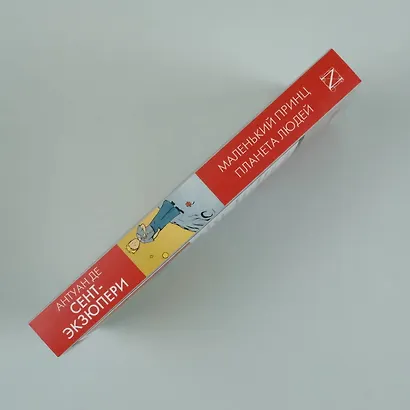 АНТУАН ДЕ
СЕНТ-
ЭКЗЮПЕРИ
МАЛЕНЬКИЙ ПРИНЦ
ПЛАНЕТА ЛЮДЕЙ